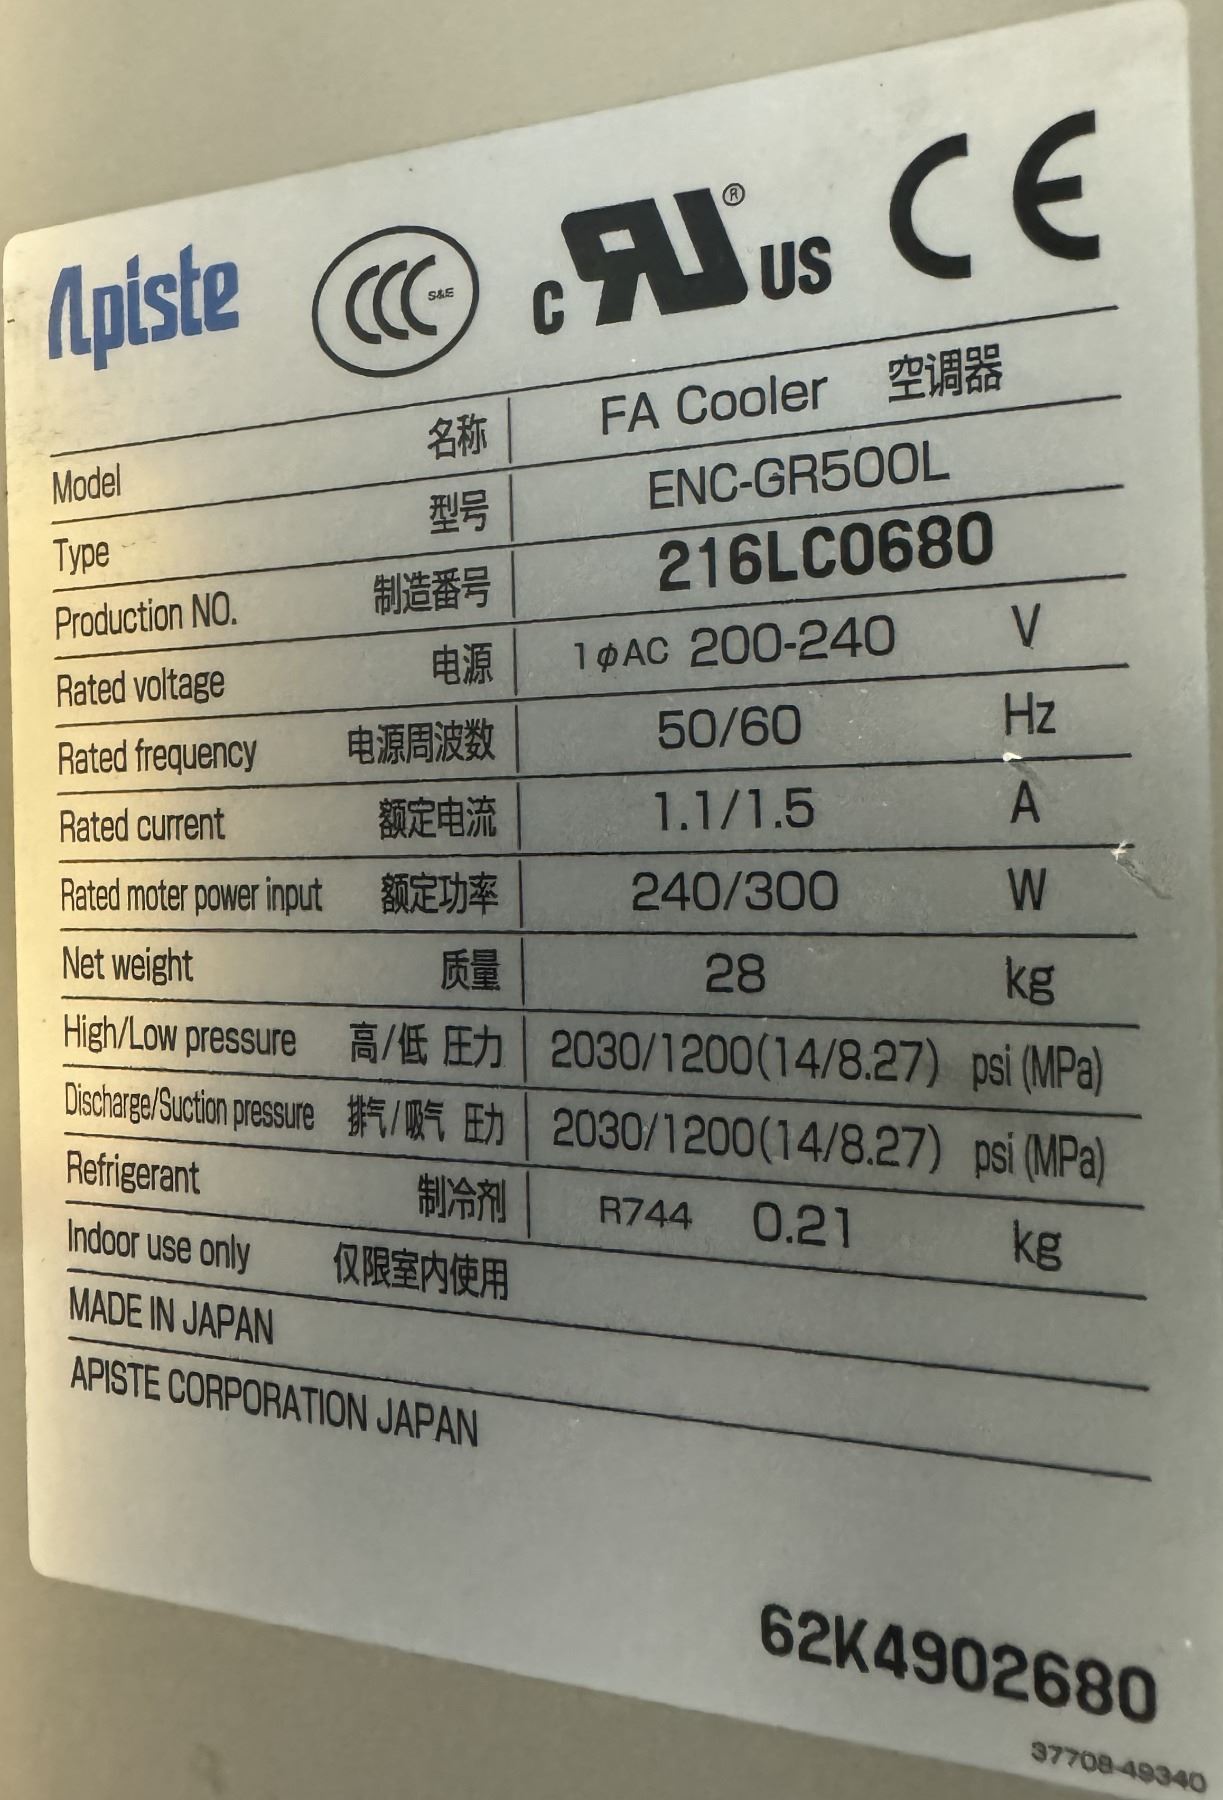 Apiste CCC S&E c RU ® US CE
Model 名称 FA Cooler 空调器
Type 型号 ENC-GR500L
Production NO. 制造番号 216LC0680
Rated voltage 电源 1φAC 200-240 V
Rated frequency 电源周波数 50/60 Hz
Rated current 额定电流 1.1/1.5 A
Rated moter power input 额定功率 240/300 W
Net weight 质量 28 kg
High/Low pressure 高/低 圧力 2030/1200(14/8.27) psi (MPa)
Discharge/Suction pressure 排气/吸气 圧力 2030/1200(14/8.27) psi (MPa)
Refrigerant 制冷剂 R744 0.21 kg
Indoor use only 仅限室内使用
MADE IN JAPAN
APISTE CORPORATION JAPAN
62K4902680
37708-49340